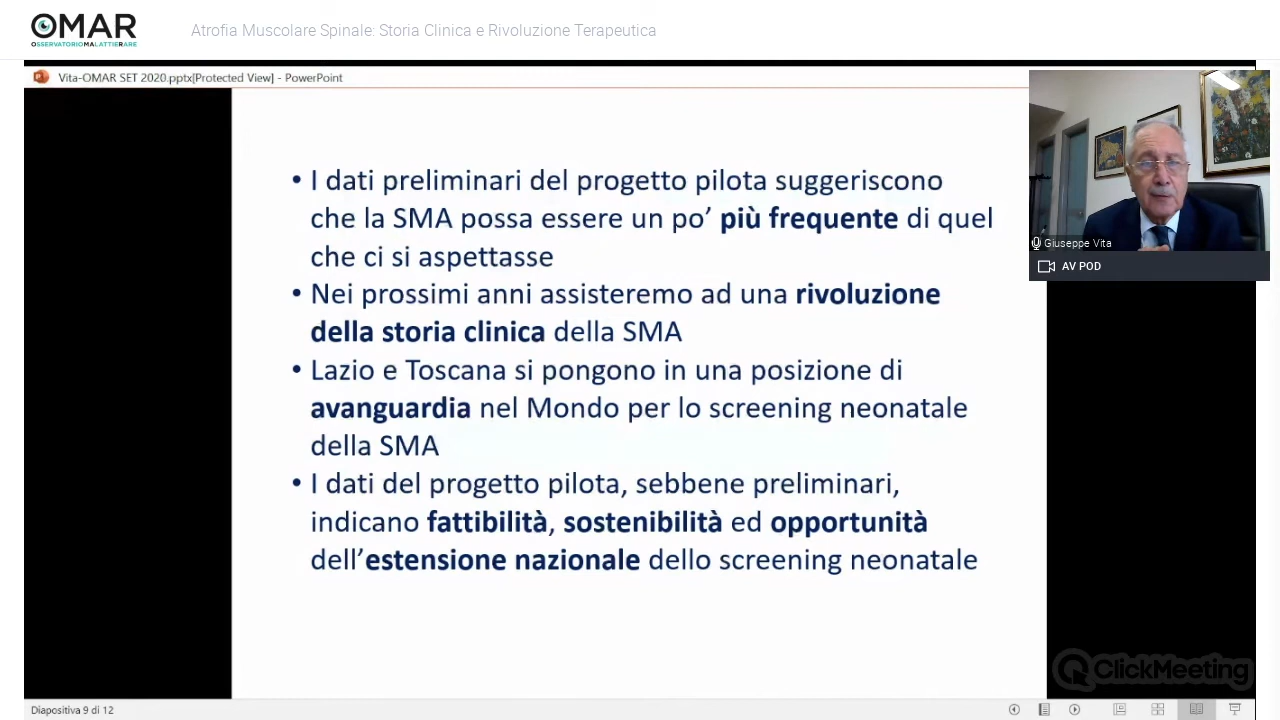 OMAR
OSSERVATORIOMALATTIERARE
Atrofia Muscolare Spinale: Storia Clinica e Rivoluzione Terapeutica
Vita-OMAR SET 2020.pptx[Protected View] - PowerPoint
• I dati preliminari del progetto pilota suggeriscono
che la SMA possa essere un po’ più frequente di quel
che ci si aspettasse
• Nei prossimi anni assisteremo ad una rivoluzione
della storia clinica della SMA
• Lazio e Toscana si pongono in una posizione di
avanguardia nel Mondo per lo screening neonatale
della SMA
• I dati del progetto pilota, sebbene preliminari,
indicano fattibilità, sostenibilità ed opportunità
dell’estensione nazionale dello screening neonatale
Giuseppe Vita
AV POD
ClickMeeting
Diapositiva 9 di 12